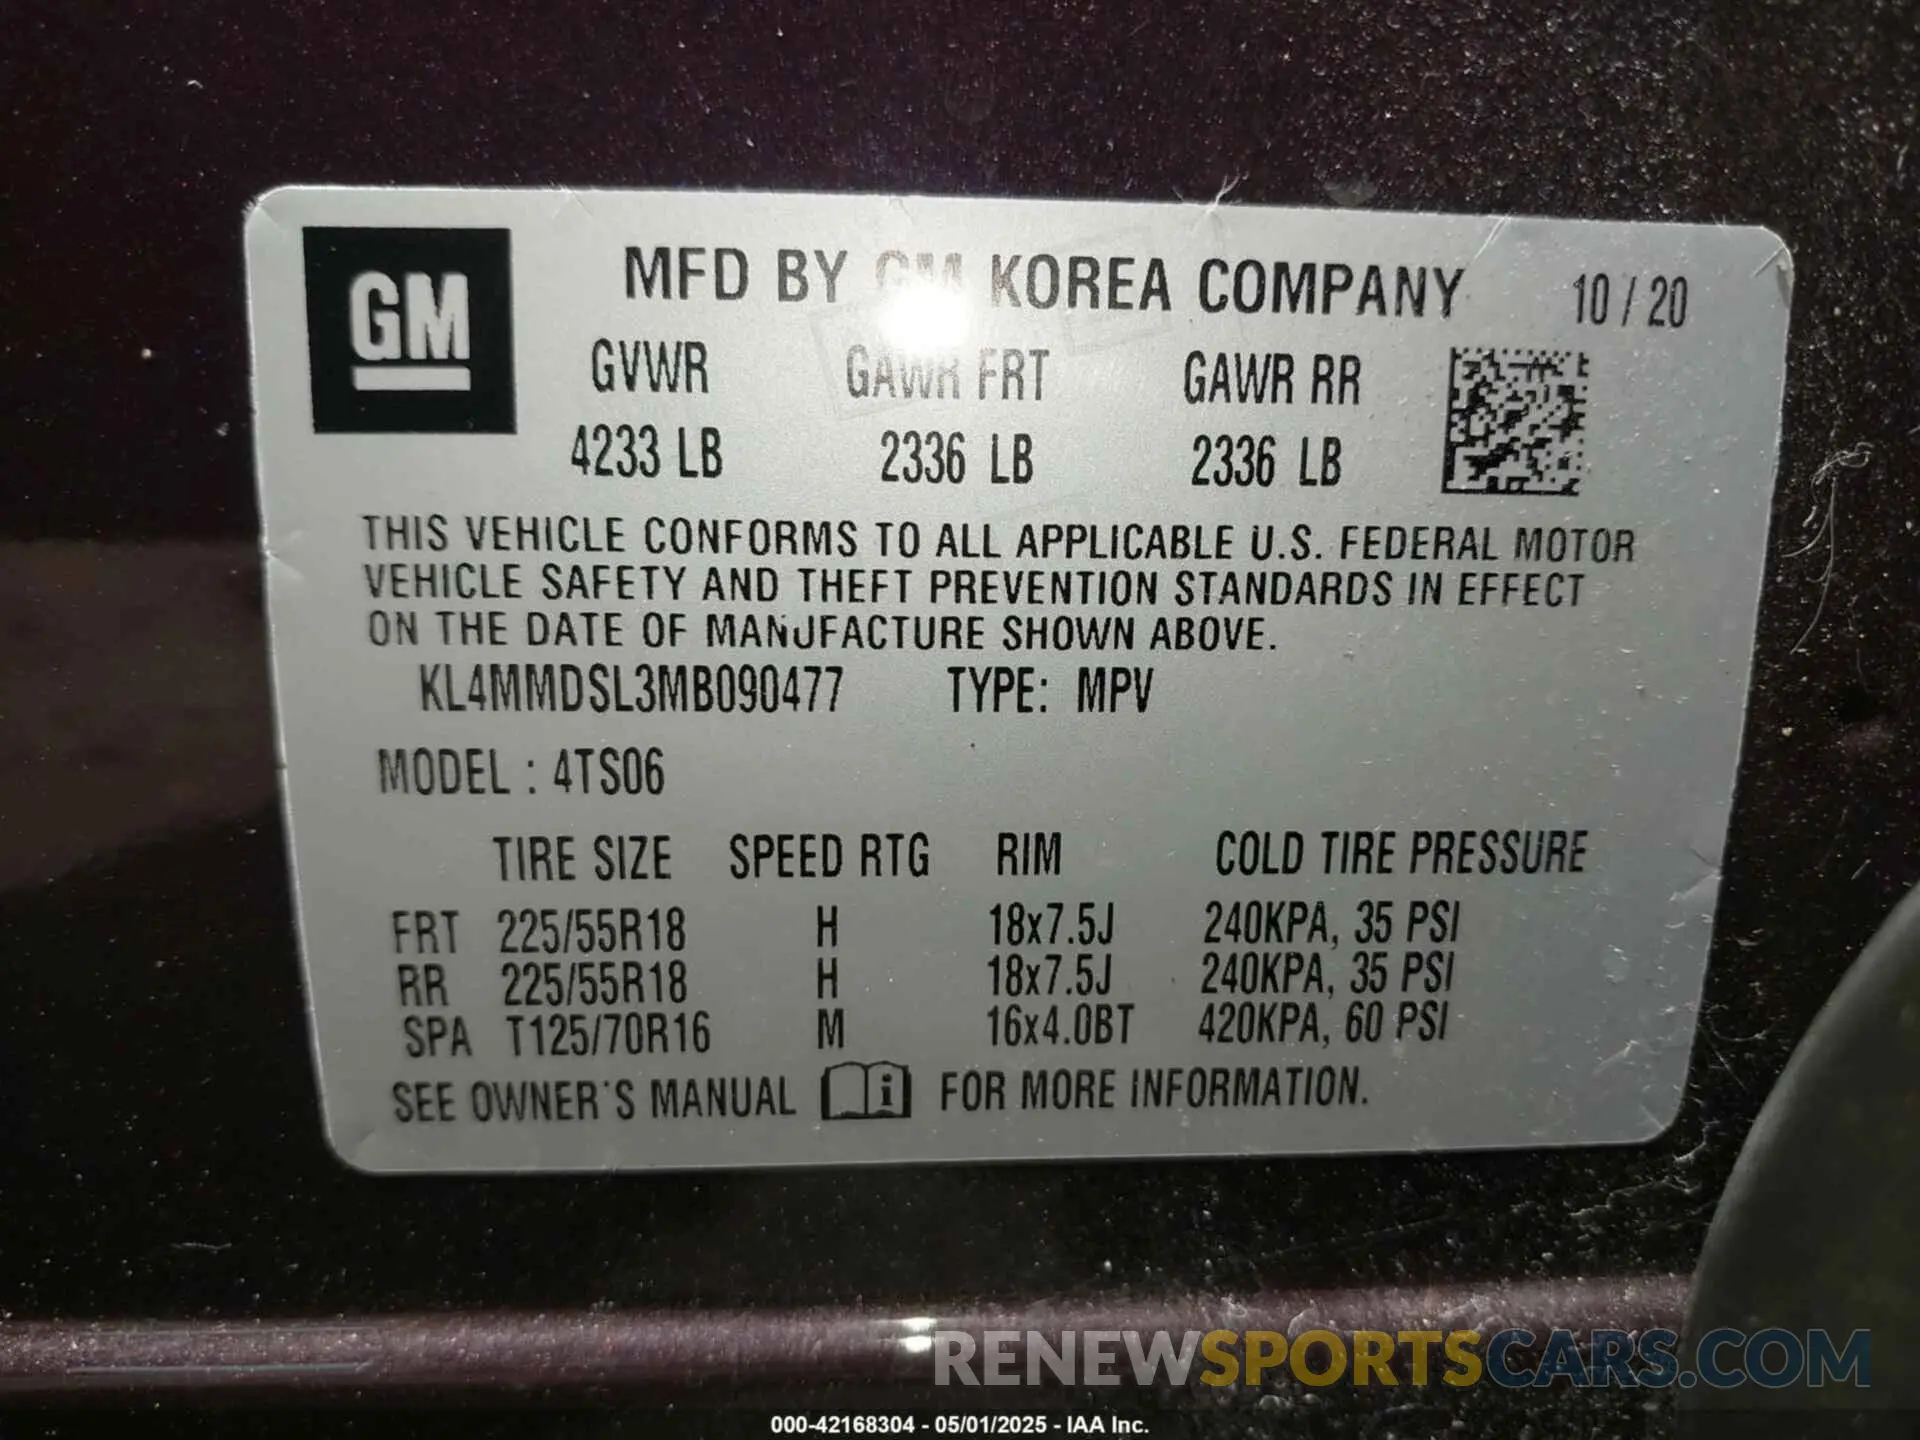 GM
MFD BY GM KOREA COMPANY 10 / 20
GVWR GAWR FRT GAWR RR
4233 LB 2336 LB 2336 LB
THIS VEHICLE CONFORMS TO ALL APPLICABLE U.S. FEDERAL MOTOR
VEHICLE SAFETY AND THEFT PREVENTION STANDARDS IN EFFECT
ON THE DATE OF MANUFACTURE SHOWN ABOVE.
KL4MMDSL3MB090477 TYPE: MPV
MODEL : 4TS06
TIRE SIZE SPEED RTG RIM COLD TIRE PRESSURE
FRT 225/55R18 H 18x7.5J 240KPA, 35 PSI
RR 225/55R18 H 18x7.5J 240KPA, 35 PSI
SPA T125/70R16 M 16x4.0BT 420KPA, 60 PSI
SEE OWNER'S MANUAL i FOR MORE INFORMATION.
RENEWSPORTSCARS.COM
000-42168304 - 05/01/2025 - IAA Inc.